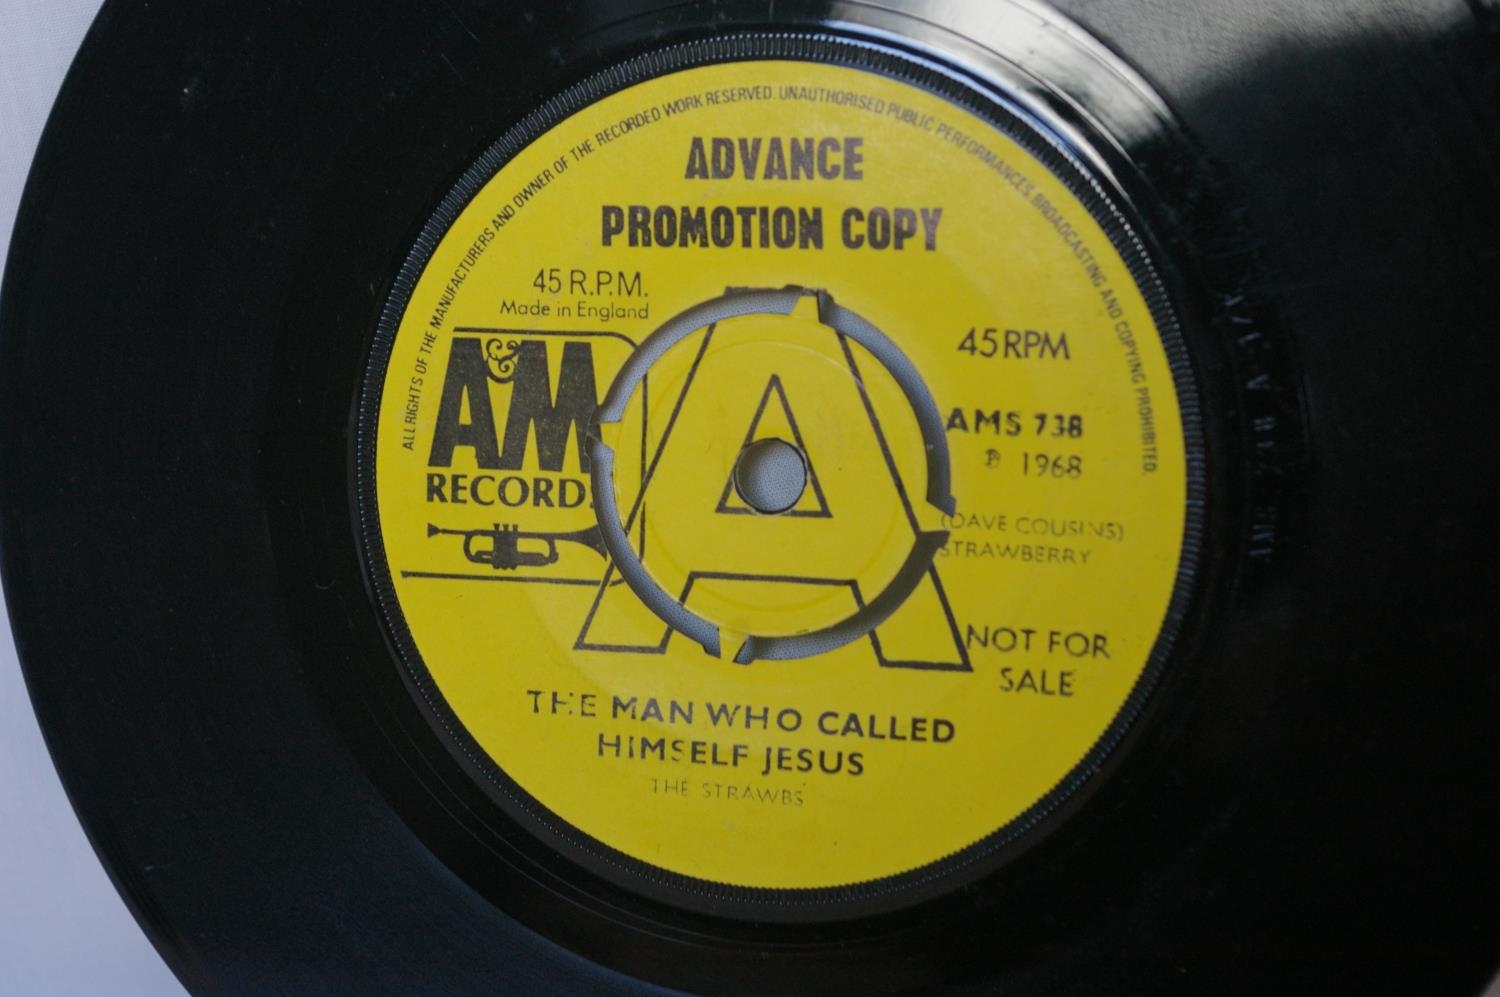 ALL RIGHTS OF THE MANUFACTURERS AND OWNER OF THE RECORDED WORK RESERVED. UNAUTHORISED PUBLIC PERFORMANCES, BROADCASTING AND COPYING PROHIBITED.
ADVANCE
PROMOTION COPY
45 R.P.M.
Made in England
A&M
RECORDS
A
45RPM
AMS 738
℗ 1968
(DAVE COUSINS)
STRAWBERRY
NOT FOR
SALE
THE MAN WHO CALLED
HIMSELF JESUS
THE STRAWBS